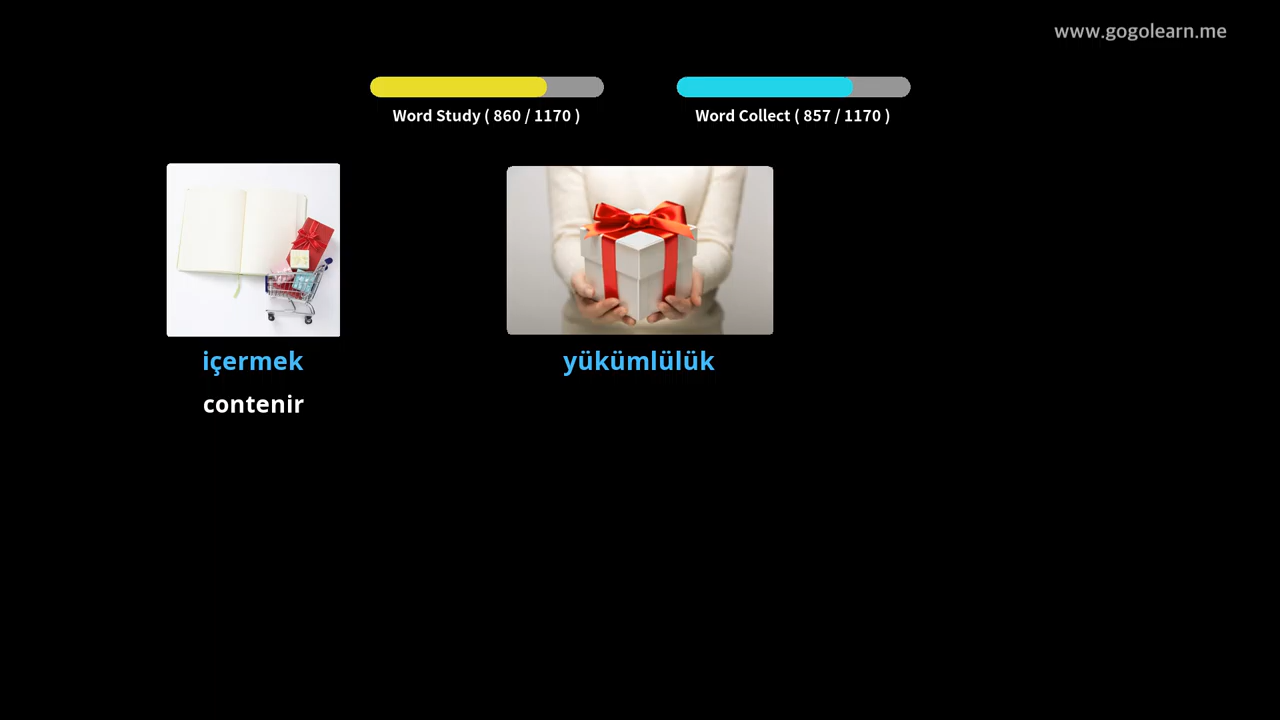 www.gogolearn.me
Word Study ( 860 / 1170 )
Word Collect ( 857 / 1170 )
içermek
contenir
yükümlülük